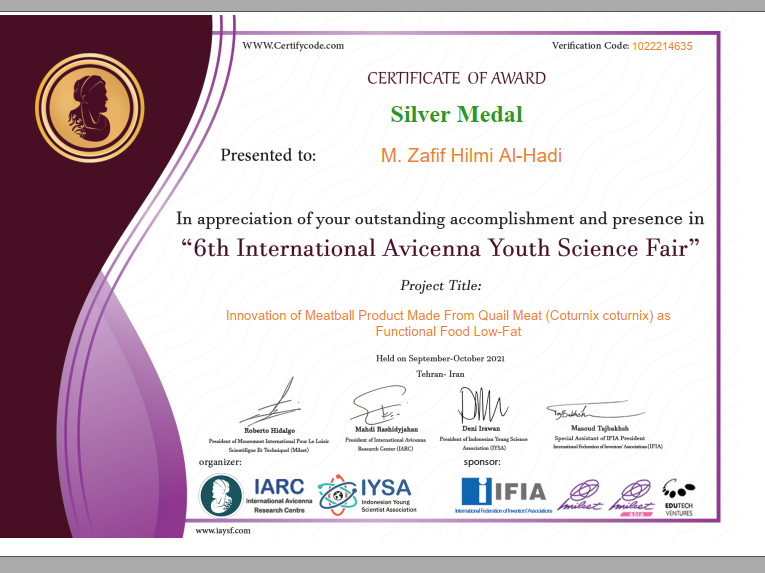 WWW.Certifycode.com
Verification Code: 1022214635
CERTIFICATE OF AWARD
Silver Medal
Presented to: M. Zafif Hilmi Al-Hadi
In appreciation of your outstanding accomplishment and presence in
“6th International Avicenna Youth Science Fair”
Project Title:
Innovation of Meatball Product Made From Quail Meat (Coturnix coturnix) as
Functional Food Low-Fat
Held on September-October 2021
Tehran- Iran
Roberto Hidalgo
President of Mouvement International Pour Le Loisir
Scientifique Et Technique (Milset)
Mahdi Rashidyjahan
President of International Avicenna
Research Center (IARC)
Deni Irawan
President of Indonesian Young Science
Association (IYSA)
Masoud Tajbakhsh
Special Assistant of IFIA President
International Federation of Inventors' Associations (IFIA)
organizer:
sponsor:
IARC
International Avicenna
Research Centre
IYSA
Indonesian Young
Scientist Association
IFIA
International Federation of Inventors' Associations
milset
milset
ASIA
EDUTECH
VENTURES
www.iaysf.com